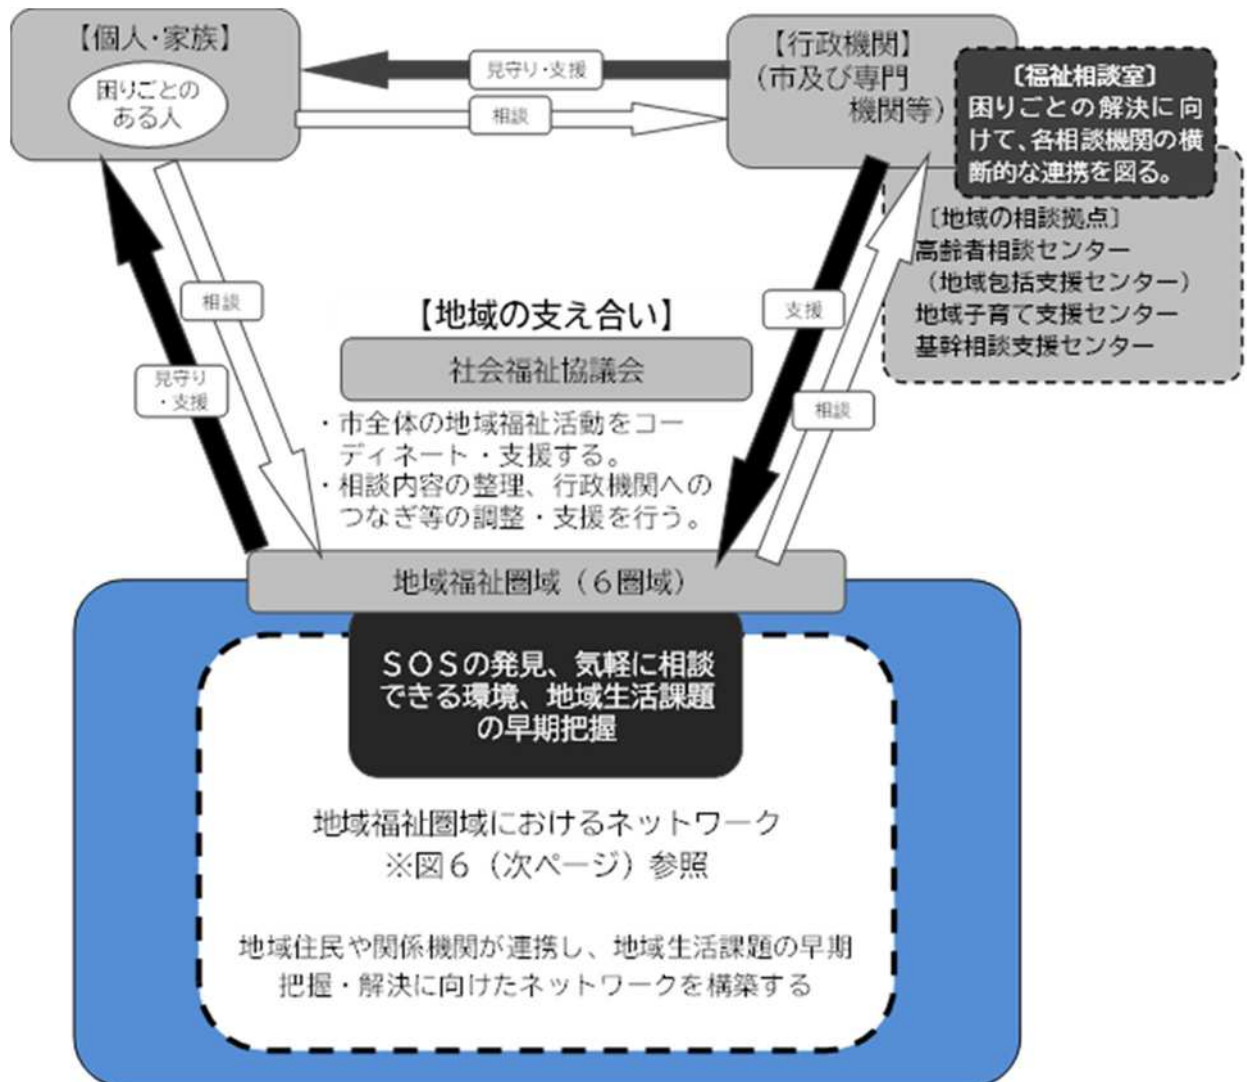 【個人・家族】
困りごとの
ある人
見守り・支援
相談
【行政機関】
（市及び専門
機関等）
〔福祉相談室〕
困りごとの解決に向
けて、各相談機関の横
断的な連携を図る。
〔地域の相談拠点〕
高齢者相談センター
（地域包括支援センター）
地域子育て支援センター
基幹相談支援センター
相談
見守り
・支援
支援
相談
【地域の支え合い】
社会福祉協議会
・市全体の地域福祉活動をコー
ディネート・支援する。
・相談内容の整理、行政機関への
つなぎ等の調整・支援を行う。
地域福祉圏域（６圏域）
ＳＯＳの発見、気軽に相談
できる環境、地域生活課題
の早期把握
地域福祉圏域におけるネットワーク
※図６（次ページ）参照
地域住民や関係機関が連携し、地域生活課題の早期
把握・解決に向けたネットワークを構築する